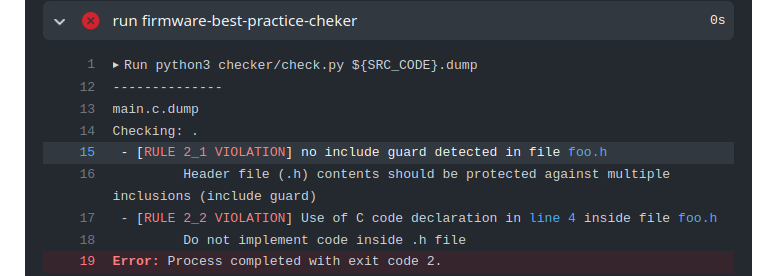 run firmware-best-practice-cheker 0s
1 ▸ Run python3 checker/check.py ${SRC_CODE}.dump
12 --------------
13 main.c.dump
14 Checking: .
15 - [RULE 2_1 VIOLATION] no include guard detected in file foo.h
16 Header file (.h) contents should be protected against multiple
inclusions (include guard)
17 - [RULE 2_2 VIOLATION] Use of C code declaration in line 4 inside file foo.h
18 Do not implement code inside .h file
19 Error: Process completed with exit code 2.